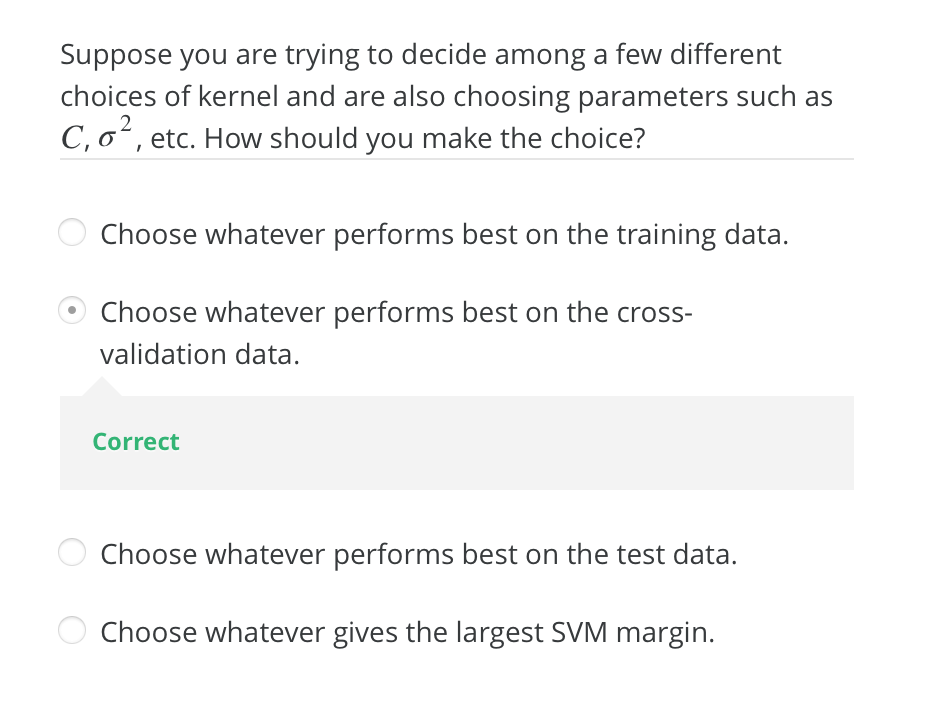 Suppose you are trying to decide among a few different
choices of kernel and are also choosing parameters such as
C, σ², etc. How should you make the choice?
Choose whatever performs best on the training data.
Choose whatever performs best on the cross-
validation data.
Correct
Choose whatever performs best on the test data.
Choose whatever gives the largest SVM margin.